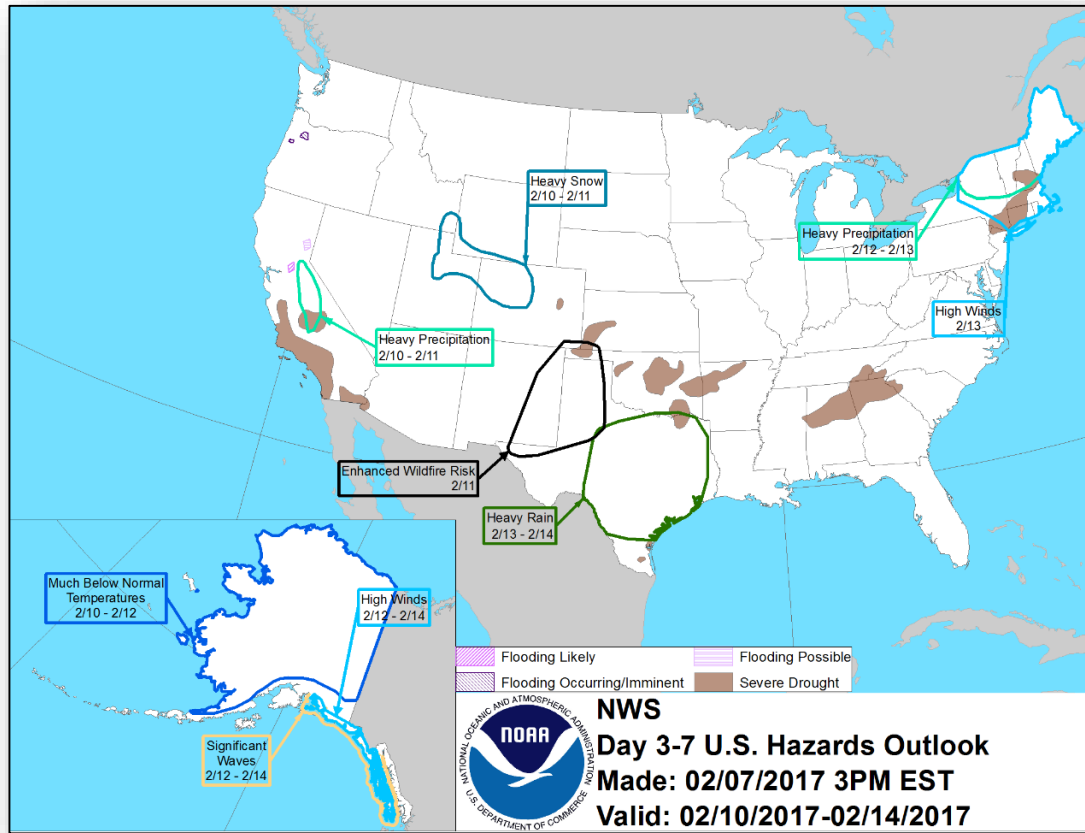 Heavy Snow
2/10 - 2/11
Heavy Precipitation
2/12 - 2/13
High Winds
2/13
Heavy Precipitation
2/10 - 2/11
Enhanced Wildfire Risk
2/11
Heavy Rain
2/13 - 2/14
Much Below Normal
Temperatures
2/10 - 2/12
High Winds
2/12 - 2/14
Significant
Waves
2/12 - 2/14
Flooding Likely
Flooding Possible
Flooding Occurring/Imminent
Severe Drought
NATIONAL OCEANIC AND ATMOSPHERIC ADMINISTRATION
NOAA
U.S. DEPARTMENT OF COMMERCE
NWS
Day 3-7 U.S. Hazards Outlook
Made: 02/07/2017 3PM EST
Valid: 02/10/2017-02/14/2017